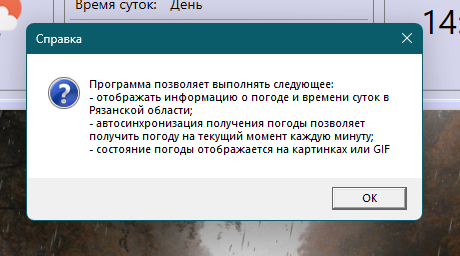 Время суток: День
14:
Справка
Программа позволяет выполнять следующее:
- отображать информацию о погоде и времени суток в
Рязанской области;
- автосинхронизация получения погоды позволяет
получить погоду на текущий момент каждую минуту;
- состояние погоды отображается на картинках или GIF
OK